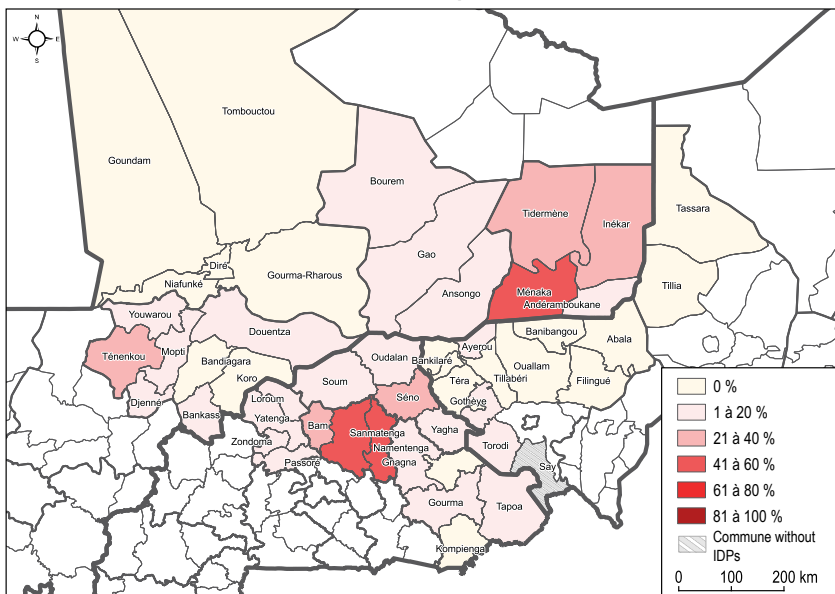 N
W E
S
Tombouctou
Goundam
Bourem
Tassara
Tidermène
Inékar
Gao
Diré
Gourma-Rharous
Niafunké
Tillia
Ansongo
Ménaka
Andéramboukane
Youwarou
Douentza
Banibangou
Mopti
Ténenkou
Oudalan
Ayerou
Bankilaré
Abala
Bandiagara
Ouallam
Koro
Soum
Téra
Tillabéri
Filingué
Djenné
Loroum
Séno
Gothèye
Bankass
Yatenga
Bam
Sanmatenga
Yagha
Zondoma
Namentenga
Torodi
Passoré
Gnagna
Say
Gourma
Tapoa
Kompienga
0 %
1 à 20 %
21 à 40 %
41 à 60 %
61 à 80 %
81 à 100 %
Commune without
IDPs
0 100 200 km